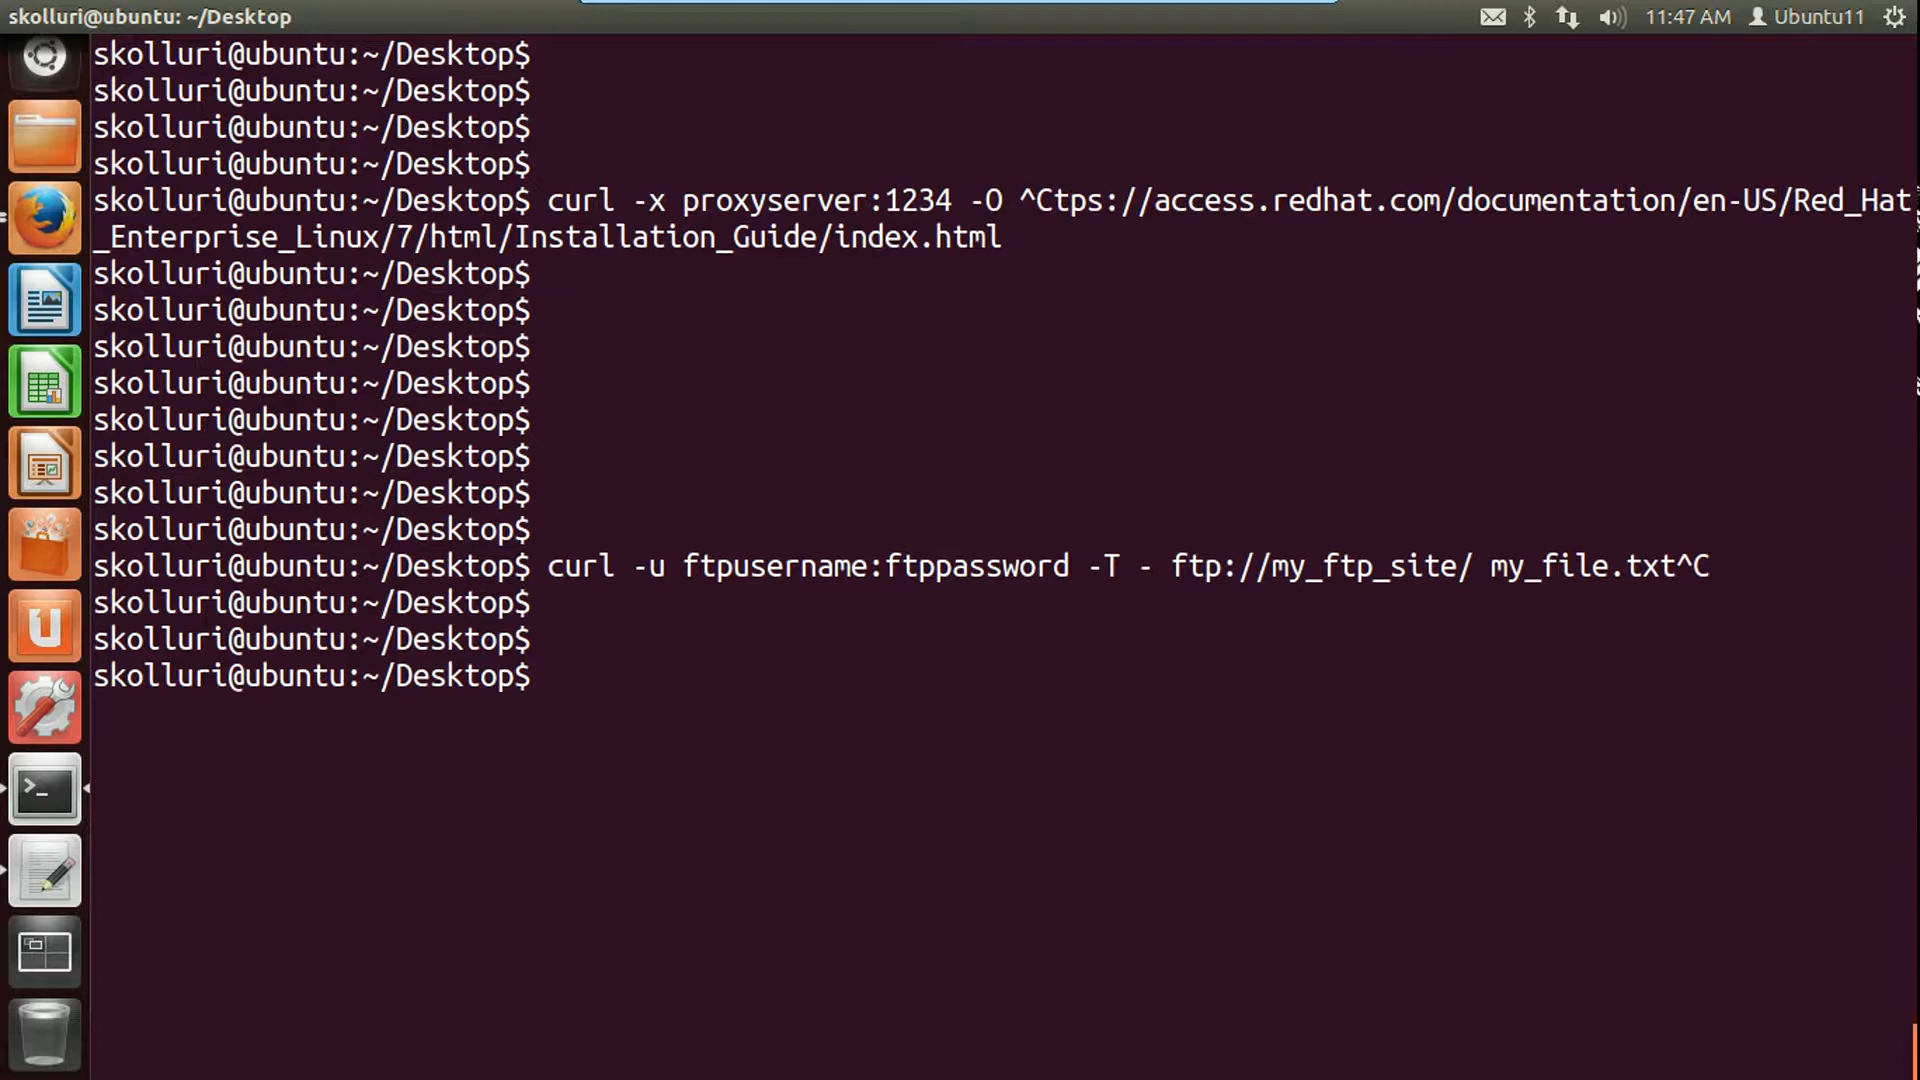 skolluri@ubuntu: ~/Desktop
11:47 AM
Ubuntu11
skolluri@ubuntu:~/Desktop$
skolluri@ubuntu:~/Desktop$
skolluri@ubuntu:~/Desktop$
skolluri@ubuntu:~/Desktop$
skolluri@ubuntu:~/Desktop$ curl -x proxyserver:1234 -O ^Ctps://access.redhat.com/documentation/en-US/Red_Hat
_Enterprise_Linux/7/html/Installation_Guide/index.html
skolluri@ubuntu:~/Desktop$
skolluri@ubuntu:~/Desktop$
skolluri@ubuntu:~/Desktop$
skolluri@ubuntu:~/Desktop$
skolluri@ubuntu:~/Desktop$
skolluri@ubuntu:~/Desktop$
skolluri@ubuntu:~/Desktop$
skolluri@ubuntu:~/Desktop$
skolluri@ubuntu:~/Desktop$ curl -u ftpusername:ftppassword -T - ftp://my_ftp_site/ my_file.txt^C
skolluri@ubuntu:~/Desktop$
skolluri@ubuntu:~/Desktop$
skolluri@ubuntu:~/Desktop$